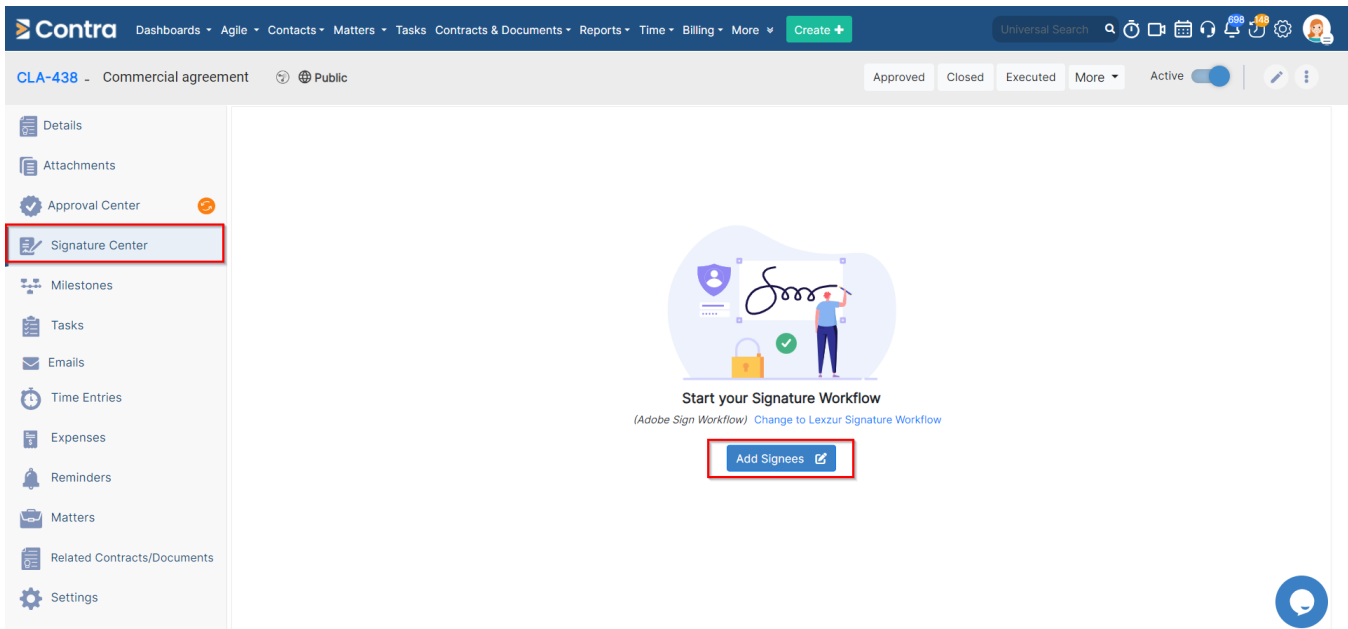 Contra Dashboards Agile Contacts Matters Tasks Contracts & Documents Reports Time Billing More Create + Universal Search 698 148
CLA-438 - Commercial agreement Public Approved Closed Executed More Active
Details
Attachments
Approval Center
Signature Center
Milestones
Tasks
Emails
Time Entries
Expenses
Reminders
Matters
Related Contracts/Documents
Settings
Start your Signature Workflow
(Adobe Sign Workflow) Change to Lexzur Signature Workflow
Add Signees